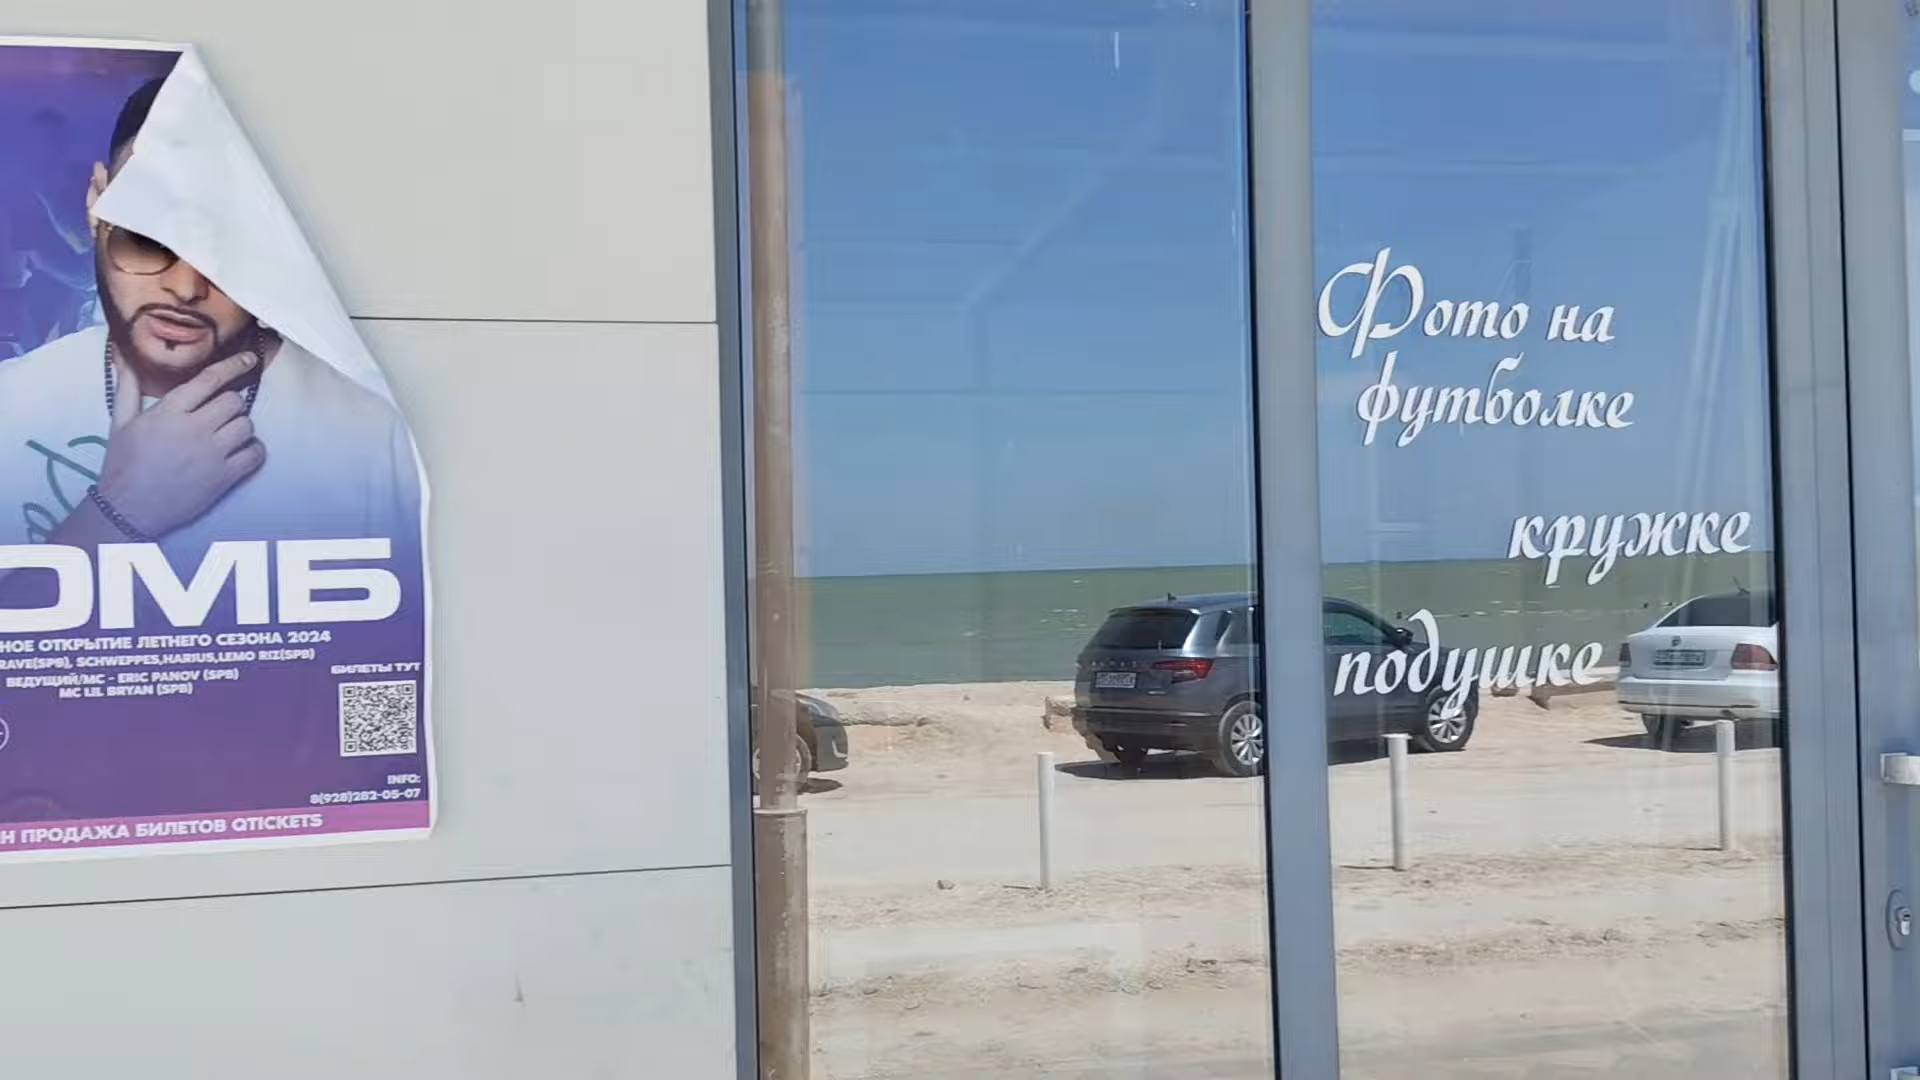 ОМБ
НОЕ ОТКРЫТИЕ ЛЕТНЕГО СЕЗОНА 2024
RAVE(SPB), SCHWEPPES,HARIUS,LEMO RIZ(SPB)
ВЕДУЩИЙ/МС - ERIC PANOV (SPB)
MC LIL BRYAN (SPB)
БИЛЕТЫ ТУТ
INFO:
8(928)282-05-07
Н ПРОДАЖА БИЛЕТОВ QTICKETS
Фото на
футболке
кружке
подушке